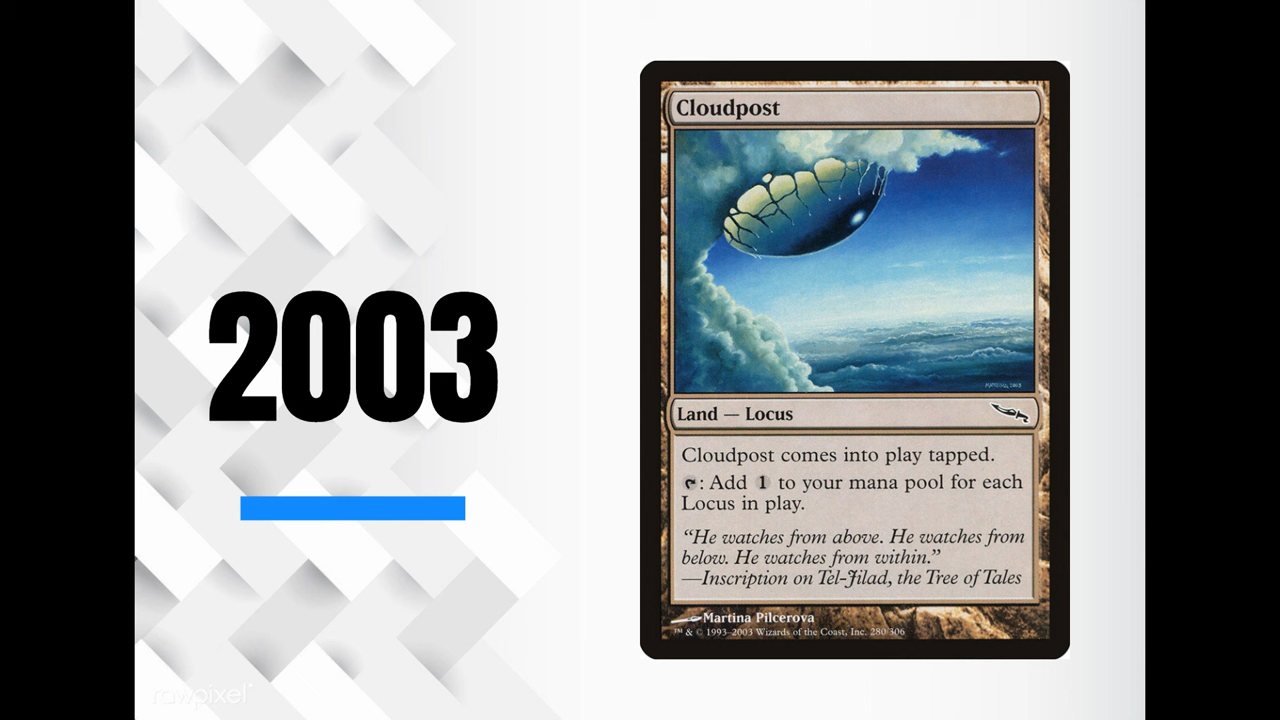 2003
Cloudpost
Land — Locus
Cloudpost comes into play tapped.
: Add 1 to your mana pool for each
Locus in play.
“He watches from above. He watches from
below. He watches from within.”
—Inscription on Tel-Jilad, the Tree of Tales
Martina Pilcerova
™ & © 1993–2003 Wizards of the Coast, Inc. 280/306
rawpixel